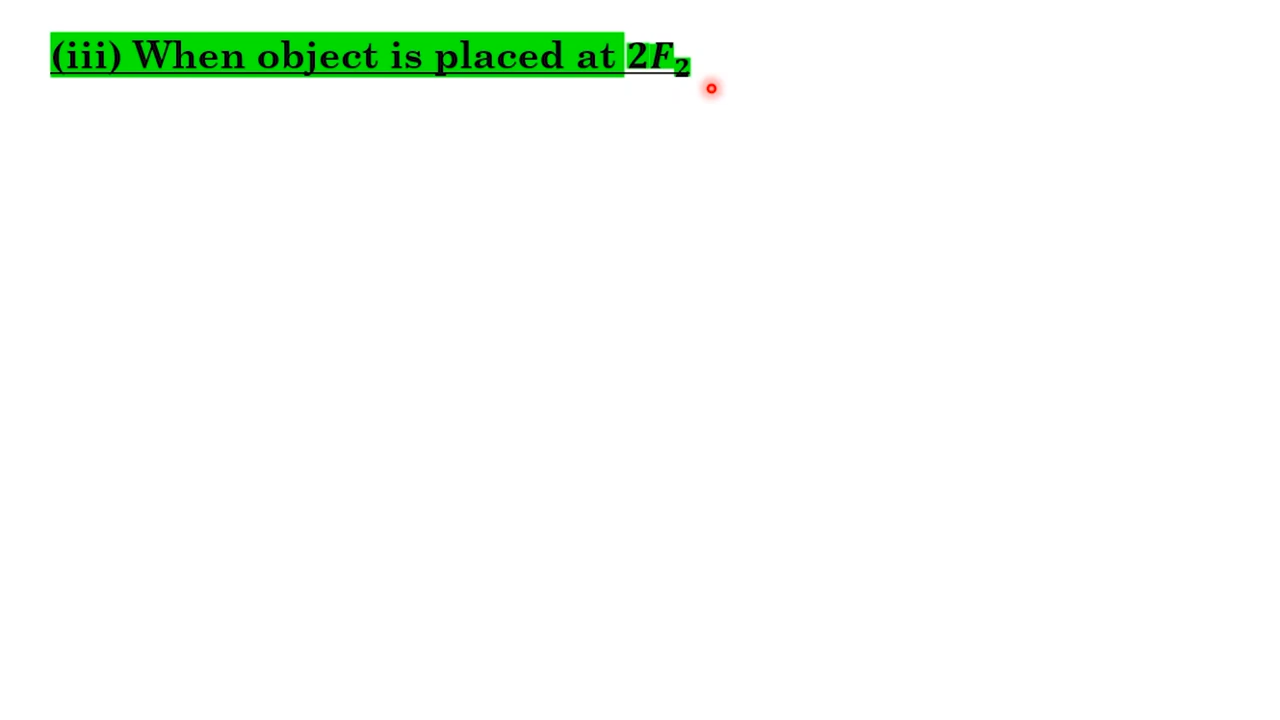 (iii) When object is placed at 2F₂